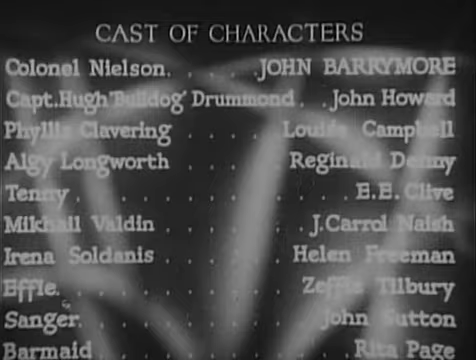 CAST OF CHARACTERS
Colonel Nielson. . . . . JOHN BARRYMORE
Capt.Hugh'Bulldog' Drummond . . John Howard
Phyllis Clavering . . . . Louise Campbell
Algy Longworth . . . . Reginald Denny
Tenny. . . . . . . . . . E.E.Clive
Mikhail Valdin . . . . . J.Carrol Naish
Irena Soldanis . . . . . Helen Freeman
Effie. . . . . . . . Zeffie Tilbury
Sanger. . . . . . . . John Sutton
Barmaid . . . . . . . . Rita Page